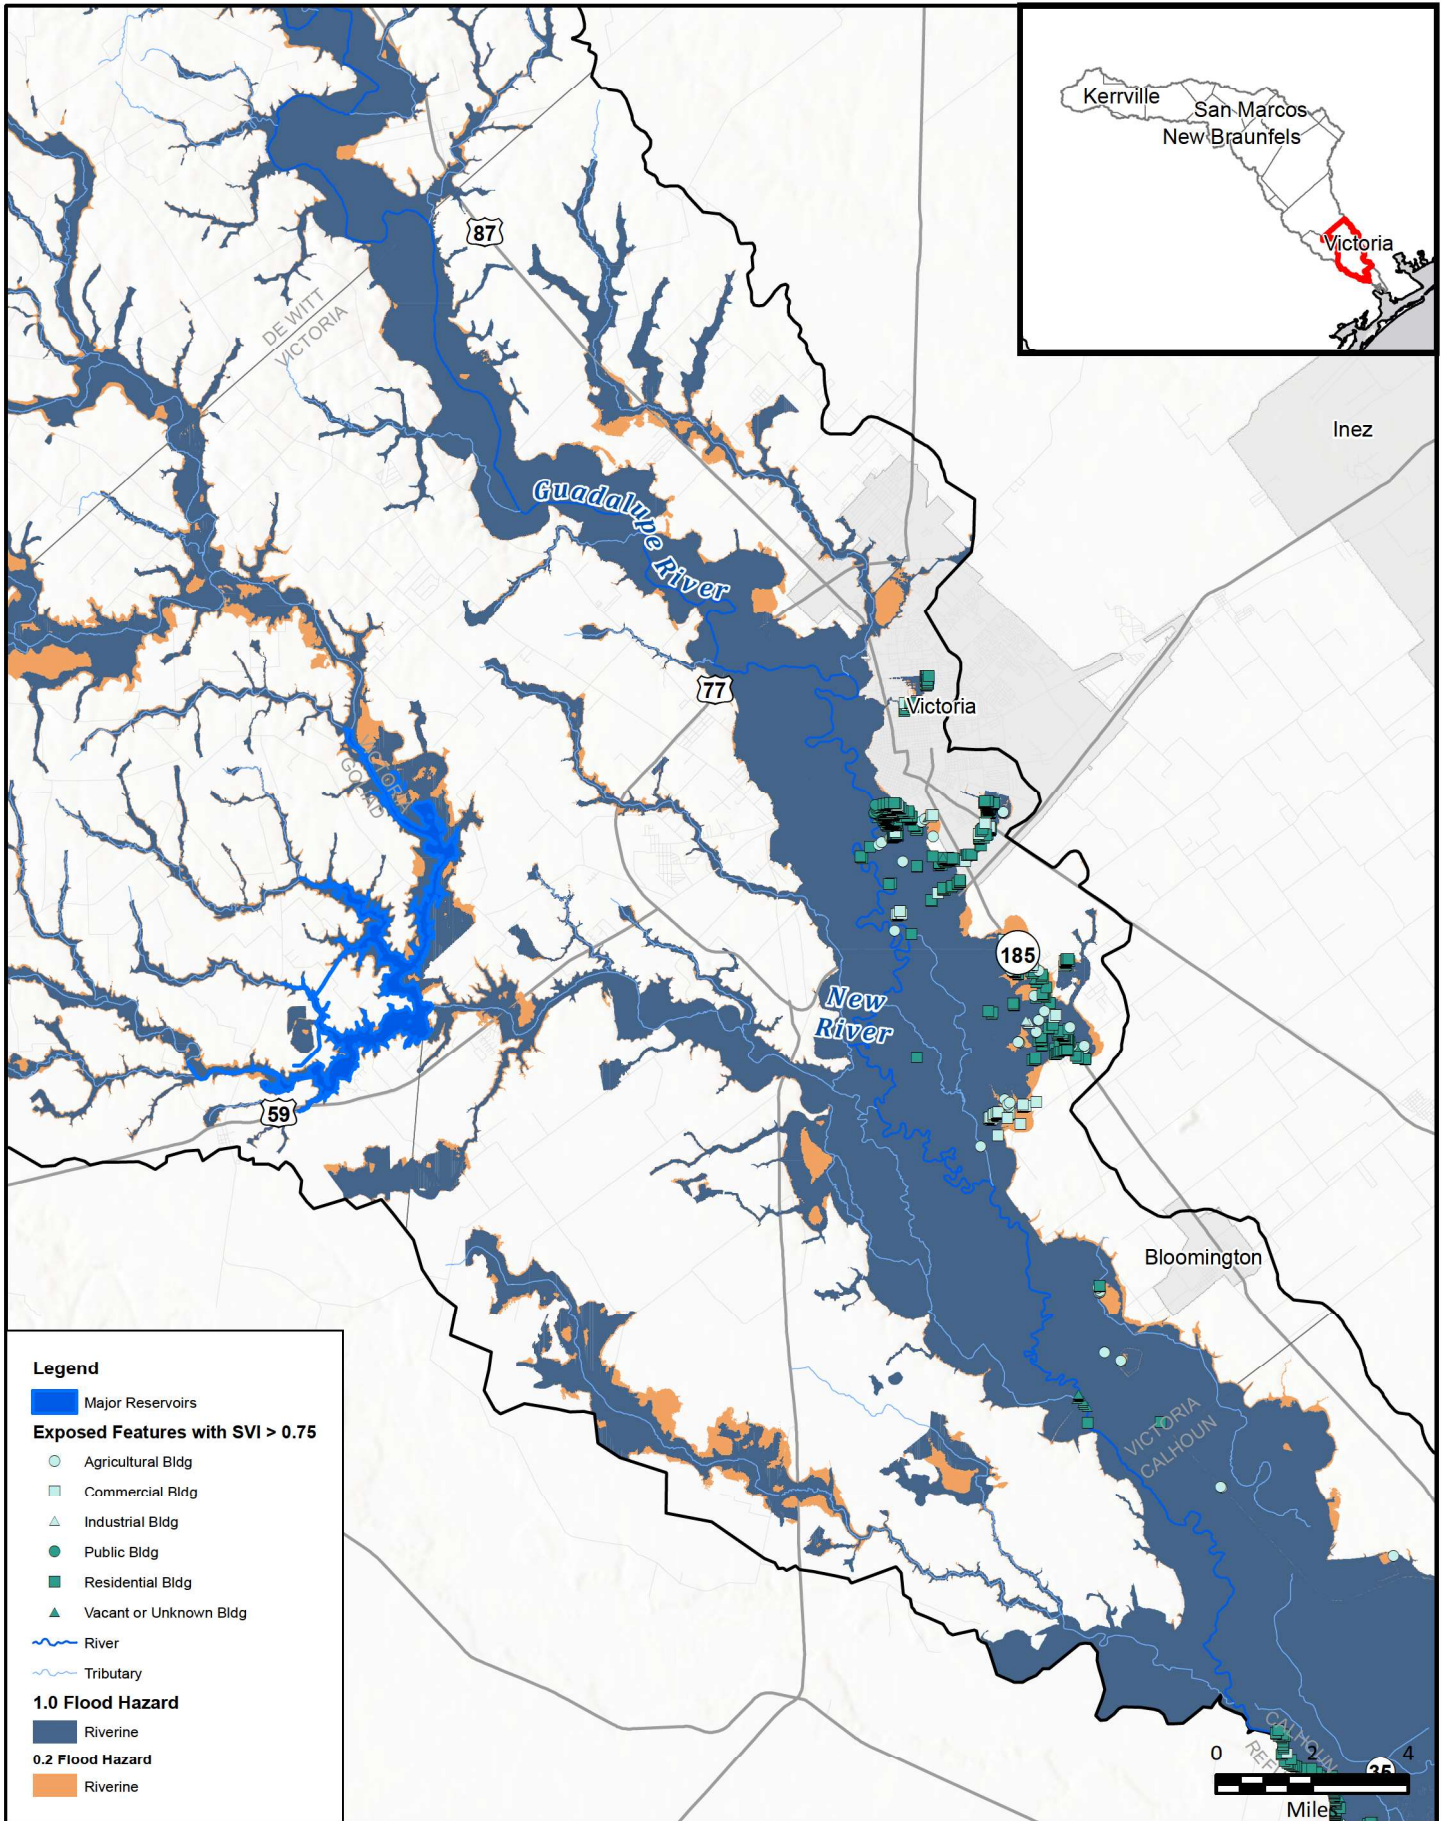 Kerrville
San Marcos
New Braunfels
Victoria
87
DE WITT
VICTORIA
Inez
Guadalupe River
77
Victoria
GOLIAD
185
New
River
59
Bloomington
VICTORIA
CALHOUN
Legend
Major Reservoirs
Exposed Features with SVI > 0.75
Agricultural Bldg
Commercial Bldg
Industrial Bldg
Public Bldg
Residential Bldg
Vacant or Unknown Bldg
River
Tributary
1.0 Flood Hazard
Riverine
0.2 Flood Hazard
Riverine
CALHOUN
0 2 4
35
Miles